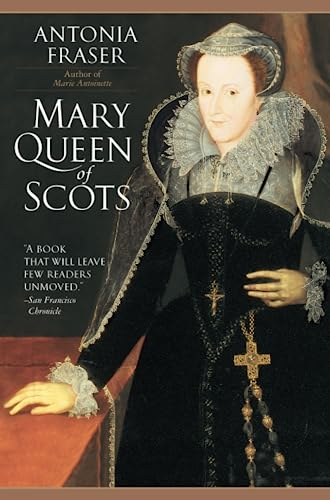 ANTONIA
FRASER
Author of
Marie Antoinette
MARY
QUEEN
of
SCOTS
"A BOOK
THAT WILL LEAVE
FEW READERS
UNMOVED."
–San Francisco
Chronicle